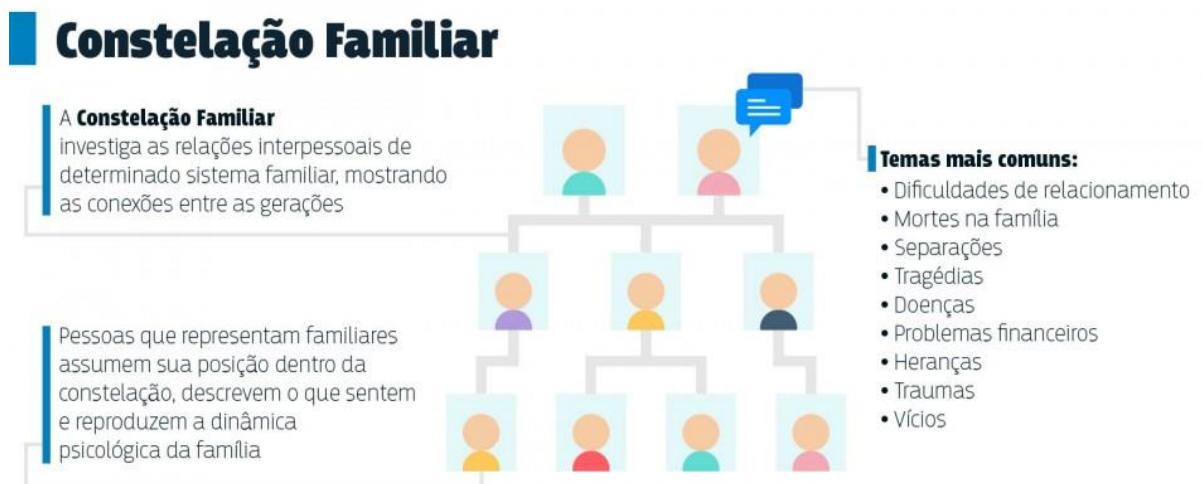 Constelação Familiar
A Constelação Familiar
investiga as relações interpessoais de
determinado sistema familiar, mostrando
as conexões entre as gerações
Pessoas que representam familiares
assumem sua posição dentro da
constelação, descrevem o que sentem
e reproduzem a dinâmica
psicológica da família
Temas mais comuns:
• Dificuldades de relacionamento
• Mortes na família
• Separações
• Tragédias
• Doenças
• Problemas financeiros
• Heranças
• Traumas
• Vícios